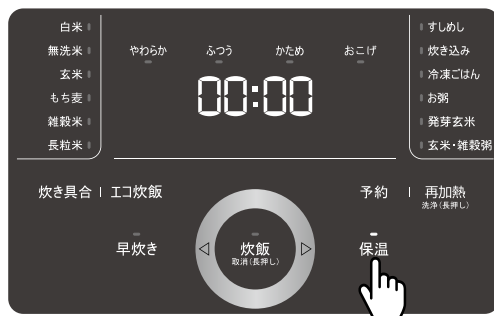 白米
無洗米
玄米
もち麦
雑穀米
長粒米
やわらか ふつう かため おこげ
00:00
すしめし
炊き込み
冷凍ごはん
お粥
発芽玄米
玄米・雑穀粥
炊き具合 エコ炊飯
予約 再加熱
洗浄(長押し)
早炊き
炊飯
取消(長押し)
保温